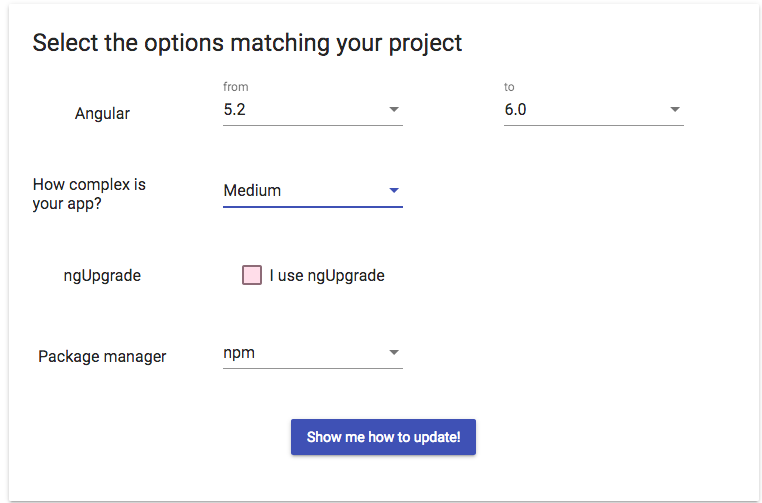 Select the options matching your project
from
to
Angular
5.2
6.0
How complex is
your app?
Medium
ngUpgrade
I use ngUpgrade
Package manager
npm
Show me how to update!